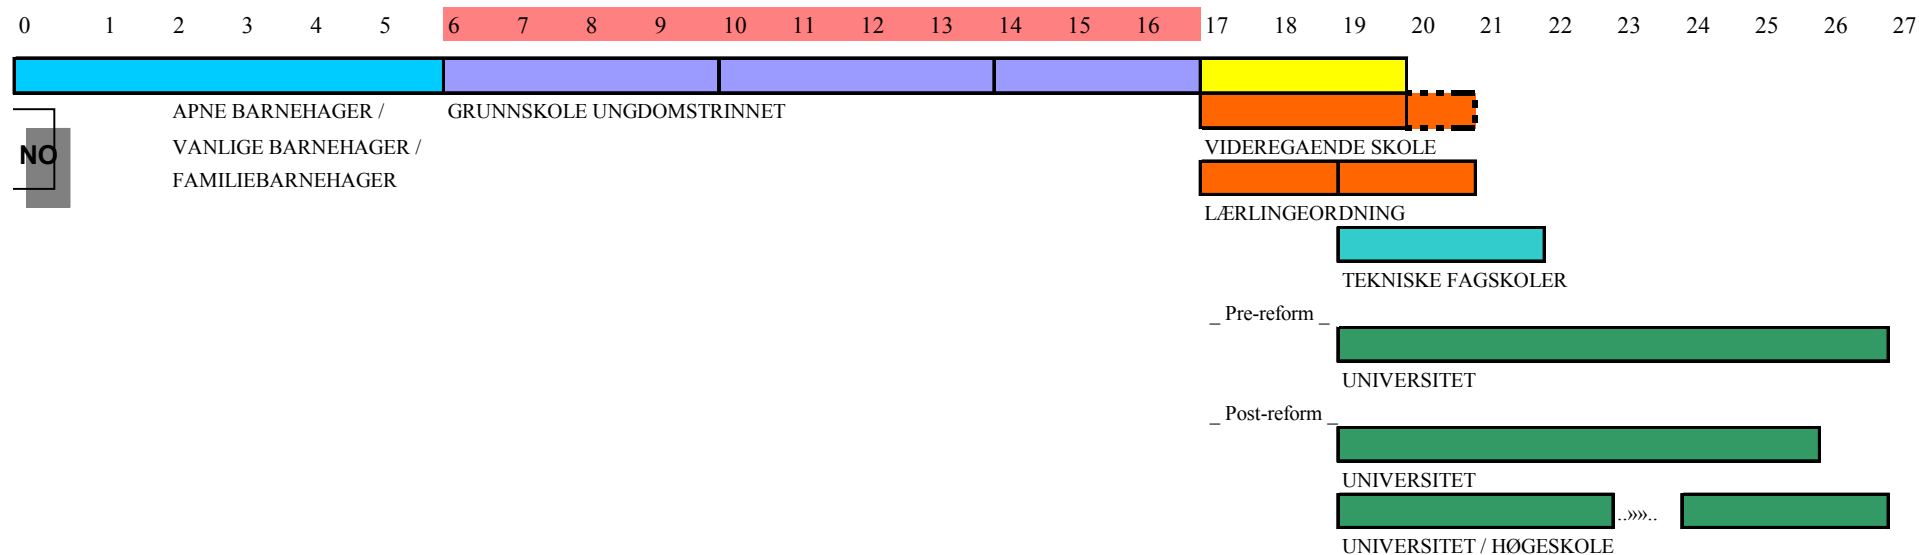 0 1 2 3 4 5 6 7 8 9 10 11 12 13 14 15 16 17 18 19 20 21 22 23 24 25 26 27
APNE BARNEHAGER / GRUNNSKOLE UNGDOMSTRINNET
NO VANLIGE BARNEHAGER / VIDEREGAENDE SKOLE
FAMILIEBARNEHAGER
LÆRLINGEORDNING
TEKNISKE FAGSKOLER
_ Pre-reform _
UNIVERSITET
_ Post-reform _
UNIVERSITET
..»»..
UNIVERSITET / HØGESKOLE